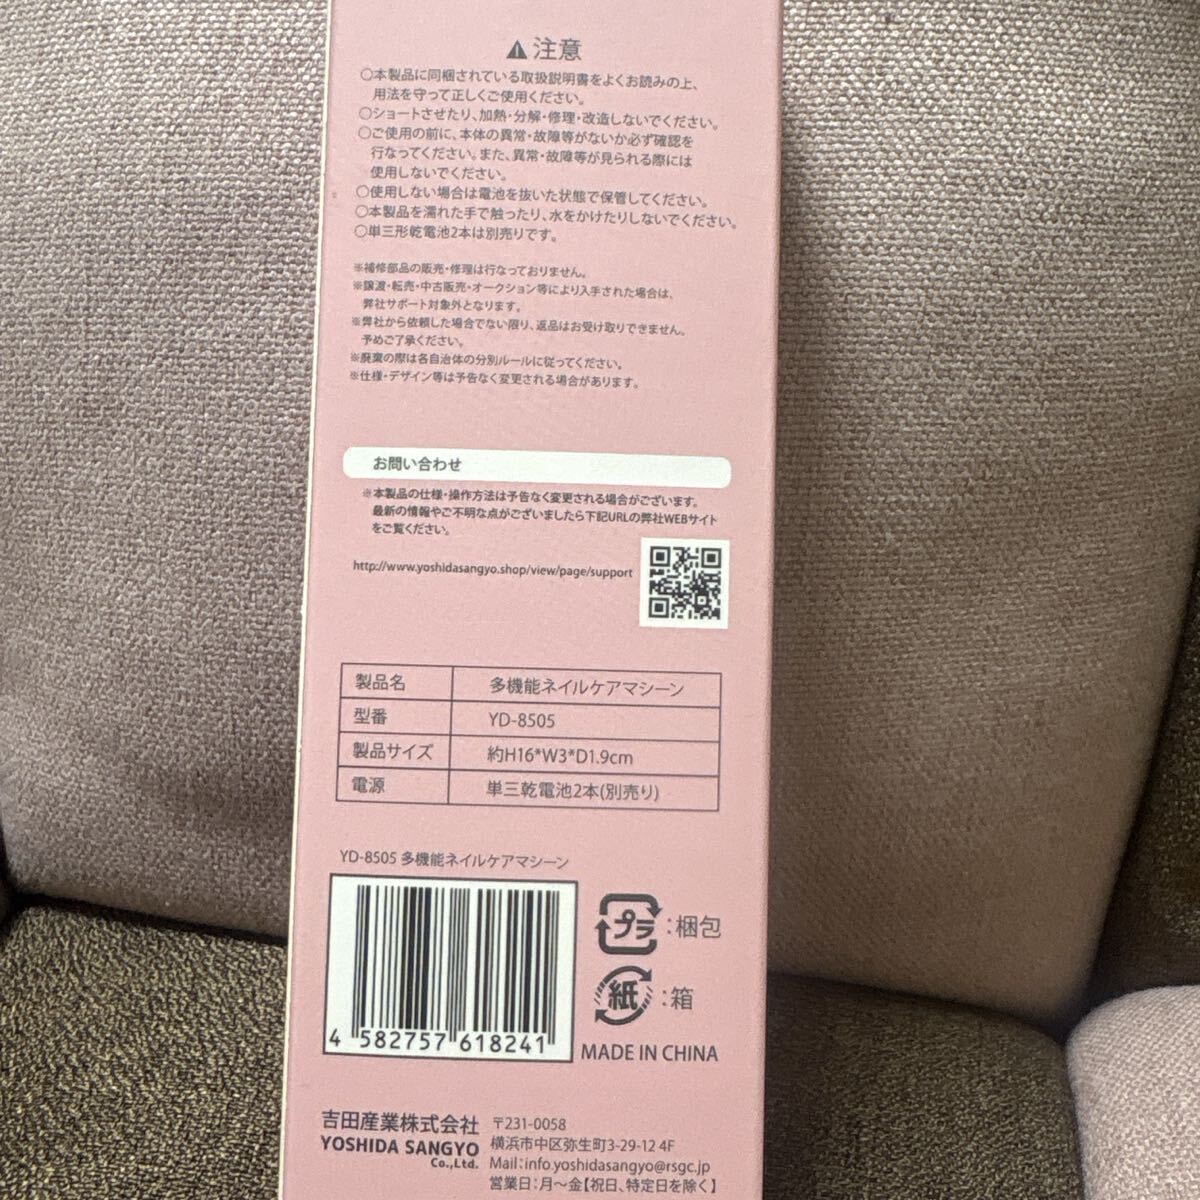 ⚠注意
○本製品に同梱されている取扱説明書をよくお読みの上、
用法を守って正しくご使用ください。
○ショートさせたり、加熱・分解・修理・改造しないでください。
○ご使用の前に、本体の異常・故障等がないか必ず確認を
行なってください。また、異常・故障等が見られる際には
使用しないでください。
○使用しない場合は電池を抜いた状態で保管してください。
○本製品を濡れた手で触ったり、水をかけたりしないでください。
○単三形乾電池2本は別売りです。
※補修部品の販売・修理は行なっておりません。
※譲渡・転売・中古販売・オークション等により入手された場合は、
弊社サポート対象外となります。
※弊社から依頼した場合でない限り、返品はお受け取りできません。
予めご了承ください。
※廃棄の際は各自治体の分別ルールに従ってください。
※仕様・デザイン等は予告なく変更される場合があります。
お問い合わせ
※本製品の仕様・操作方法は予告なく変更される場合がございます。
最新の情報やご不明な点がございましたら下記URLの弊社WEBサイト
をご覧ください。
http://www.yoshidasangyo.shop/view/page/support
製品名 多機能ネイルケアマシーン
型番 YD-8505
製品サイズ 約H16*W3*D1.9cm
電源 単三乾電池2本(別売り)
YD-8505 多機能ネイルケアマシーン
4 582757 618241
プラ :梱包
紙 :箱
MADE IN CHINA
吉田産業株式会社
YOSHIDA SANGYO
Co.,Ltd.
〒231-0058
横浜市中区弥生町3-29-12 4F
Mail:info.yoshidasangyo@rsgc.jp
営業日:月〜金【祝日、特定日を除く】